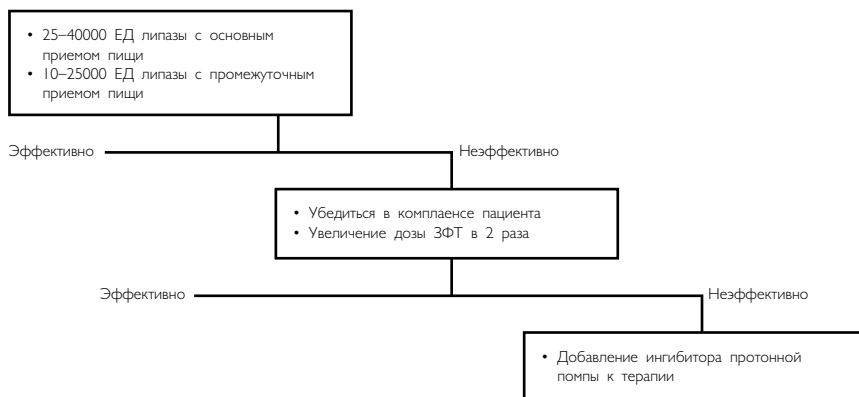 • 25–40000 ЕД липазы с основным
приемом пищи
• 10–25000 ЕД липазы с промежуточным
приемом пищи
Эффективно
Неэффективно
• Убедиться в комплаенсе пациента
• Увеличение дозы ЗФТ в 2 раза
Эффективно
Неэффективно
• Добавление ингибитора протонной
помпы к терапии